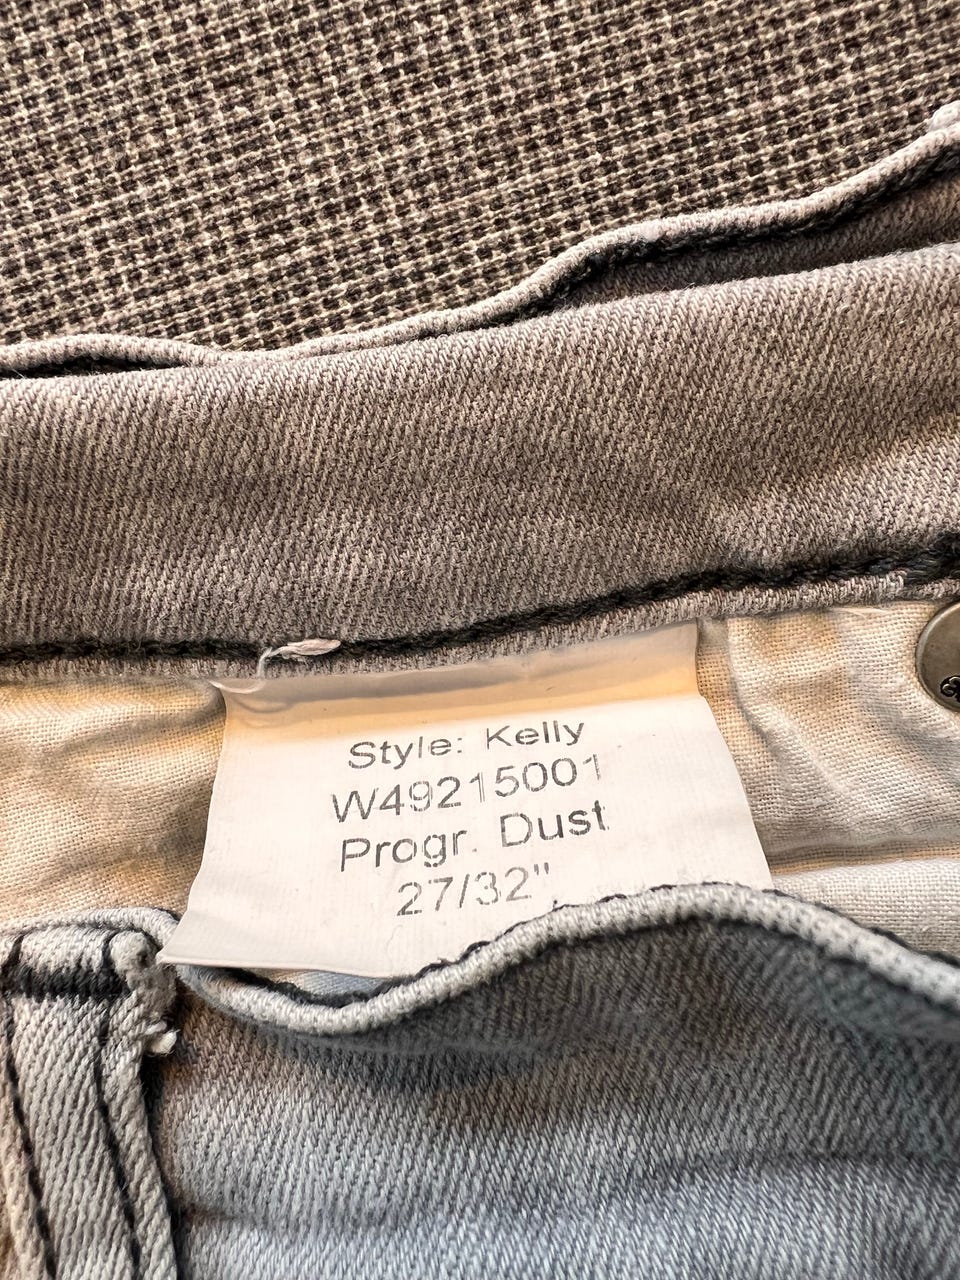 Style: Kelly
W49215001
Progr. Dust
27/32"